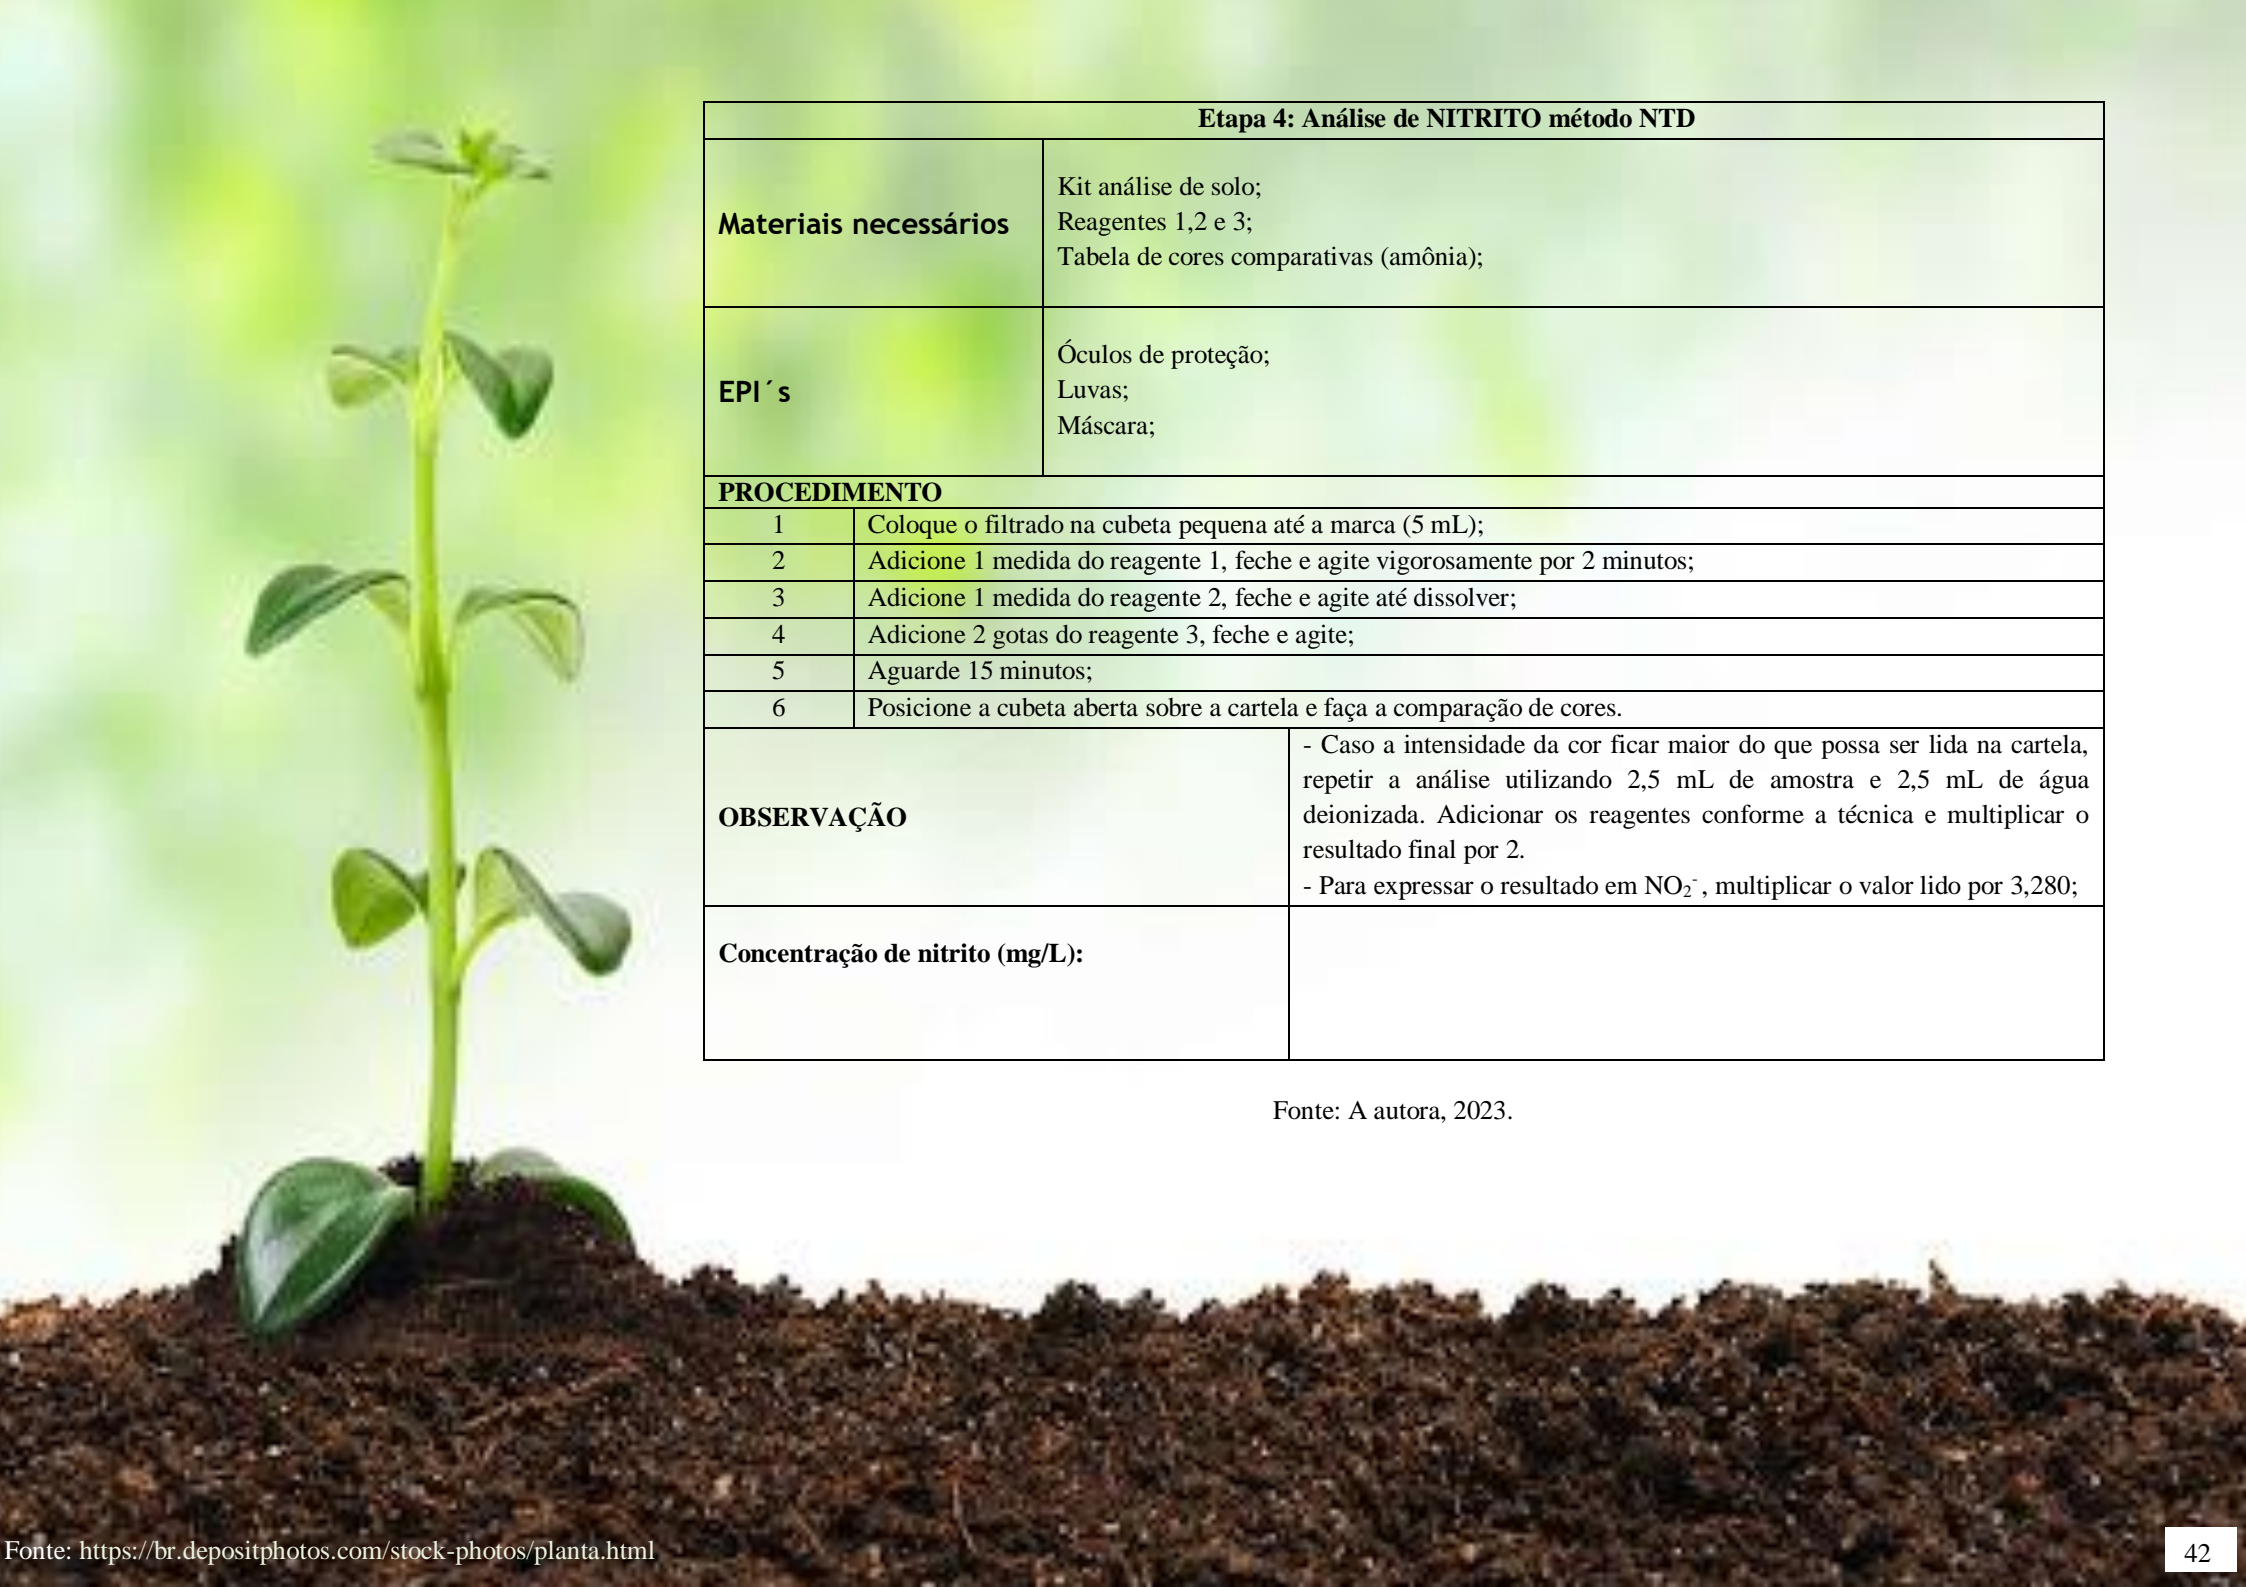 Etapa 4: Análise de NITRITO método NTD
Materiais necessários
Kit análise de solo;
Reagentes 1,2 e 3;
Tabela de cores comparativas (amônia);
EPI´s
Óculos de proteção;
Luvas;
Máscara;
PROCEDIMENTO
1 Coloque o filtrado na cubeta pequena até a marca (5 mL);
2 Adicione 1 medida do reagente 1, feche e agite vigorosamente por 2 minutos;
3 Adicione 1 medida do reagente 2, feche e agite até dissolver;
4 Adicione 2 gotas do reagente 3, feche e agite;
5 Aguarde 15 minutos;
6 Posicione a cubeta aberta sobre a cartela e faça a comparação de cores.
OBSERVAÇÃO
- Caso a intensidade da cor ficar maior do que possa ser lida na cartela,
repetir a análise utilizando 2,5 mL de amostra e 2,5 mL de água
deionizada. Adicionar os reagentes conforme a técnica e multiplicar o
resultado final por 2.
- Para expressar o resultado em NO₂⁻ , multiplicar o valor lido por 3,280;
Concentração de nitrito (mg/L):
Fonte: A autora, 2023.
Fonte: https://br.depositphotos.com/stock-photos/planta.html
42